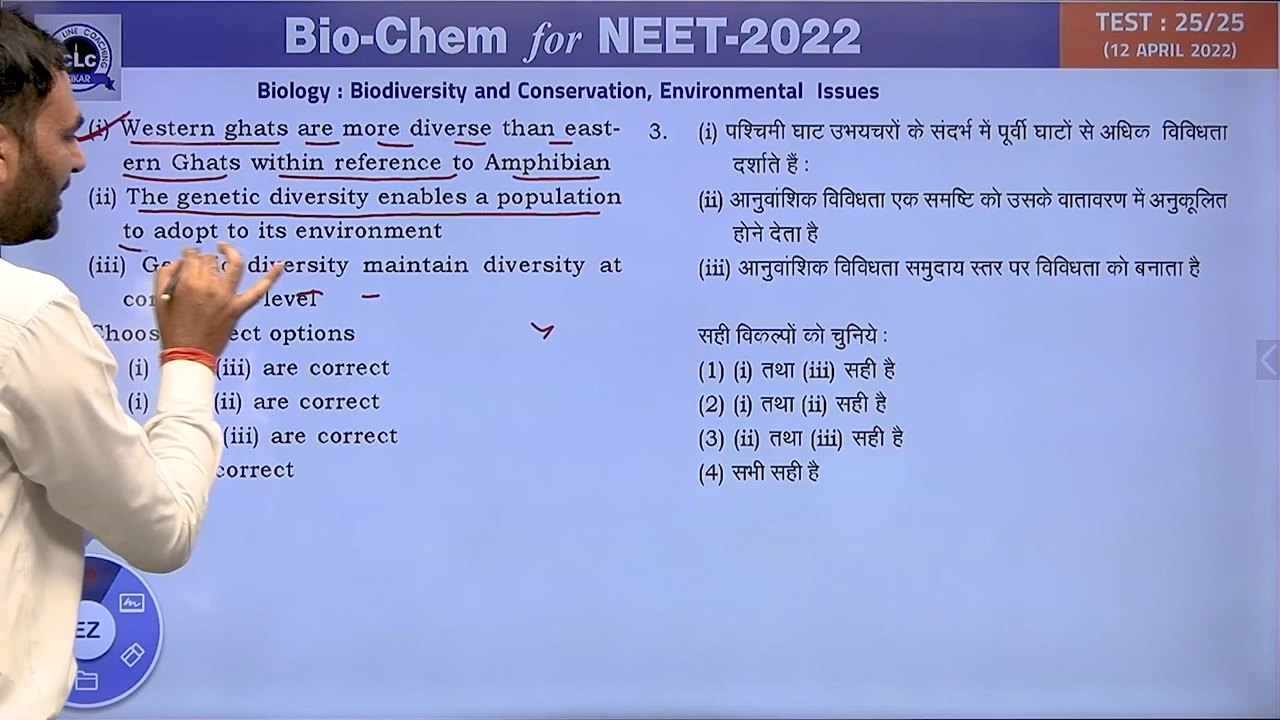 Bio-Chem for NEET-2022
TEST : 25/25
(12 APRIL 2022)
LINE COACHING
CLC
SIKAR
Biology : Biodiversity and Conservation, Environmental Issues
(i) Western ghats are more diverse than east-
ern Ghats within reference to Amphibian
(ii) The genetic diversity enables a population
to adopt to its environment
(iii) diversity maintain diversity at
level
options
(i) (iii) are correct
(i) (ii) are correct
(iii) are correct
correct
3. (i) पश्चिमी घाट उभयचरों के संदर्भ में पूर्वी घाटों से अधिक विविधता
दर्शाते हैं :
(ii) आनुवांशिक विविधता एक समष्टि को उसके वातावरण में अनुकूलित
होने देता है
(iii) आनुवांशिक विविधता समुदाय स्तर पर विविधता को बनाता है
सही विकल्पों को चुनिये :
(1) (i) तथा (iii) सही है
(2) (i) तथा (ii) सही है
(3) (ii) तथा (iii) सही है
(4) सभी सही है
EZ